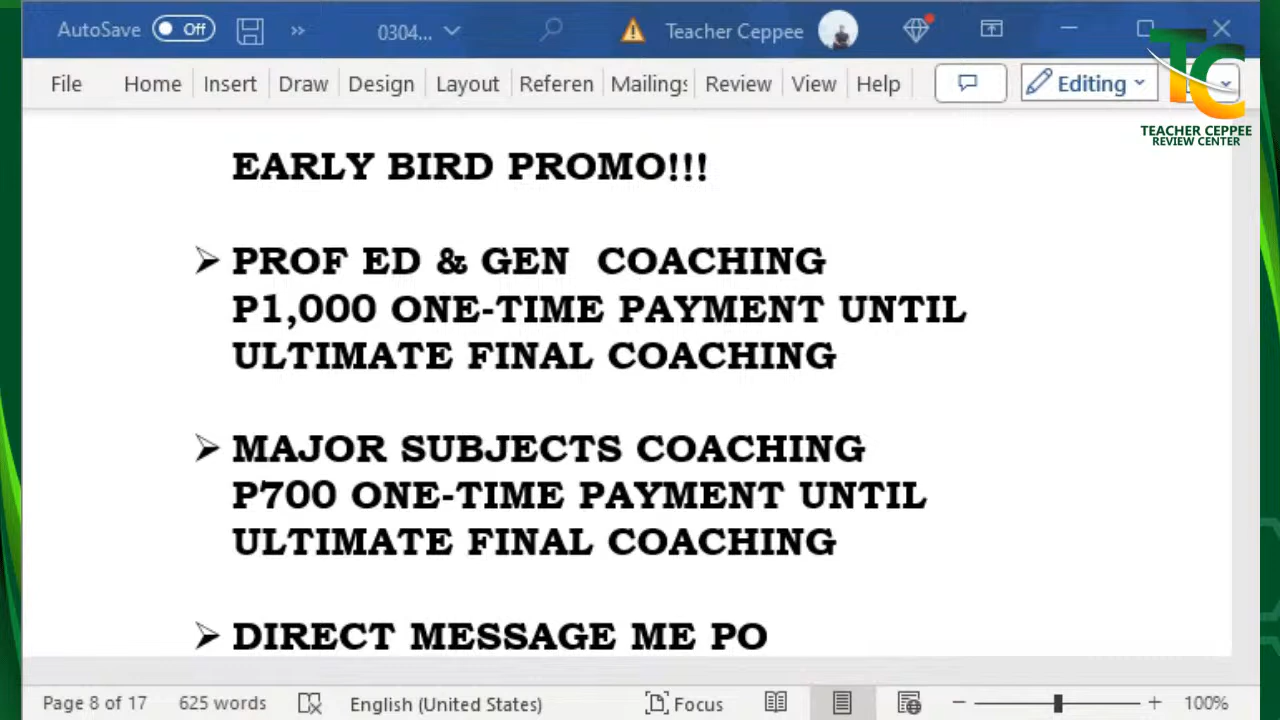 AutoSave Off 0304... Teacher Ceppee
File Home Insert Draw Design Layout Referen Mailings Review View Help Editing
TC
TEACHER CEPPEE
REVIEW CENTER
EARLY BIRD PROMO!!!
➢ PROF ED & GEN COACHING
P1,000 ONE-TIME PAYMENT UNTIL
ULTIMATE FINAL COACHING
➢ MAJOR SUBJECTS COACHING
P700 ONE-TIME PAYMENT UNTIL
ULTIMATE FINAL COACHING
➢ DIRECT MESSAGE ME PO
Page 8 of 17 625 words English (United States) Focus 100%